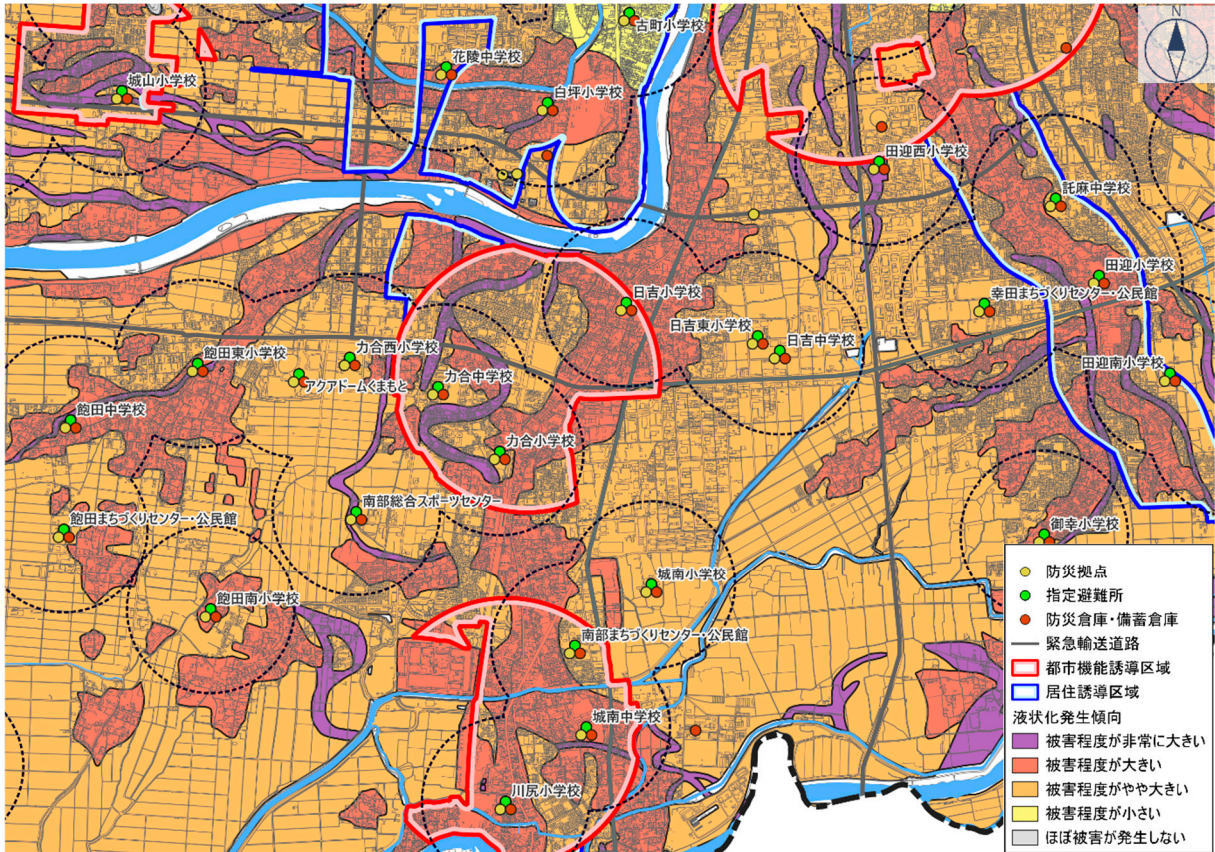 古町小学校
N
花陵中学校
城山小学校
白坪小学校
田迎西小学校
託麻中学校
田迎小学校
幸田まちづくりセンター・公民館
日吉小学校
日吉東小学校
日吉中学校
力合西小学校
飽田東小学校
アクアドームくまもと
力合中学校
田迎南小学校
飽田中学校
力合小学校
南部総合スポーツセンター
飽田まちづくりセンター・公民館
御幸小学校
城南小学校
飽田南小学校
南部まちづくりセンター・公民館
城南中学校
川尻小学校
防災拠点
指定避難所
防災倉庫・備蓄倉庫
緊急輸送道路
都市機能誘導区域
居住誘導区域
液状化発生傾向
被害程度が非常に大きい
被害程度が大きい
被害程度がやや大きい
被害程度が小さい
ほぼ被害が発生しない